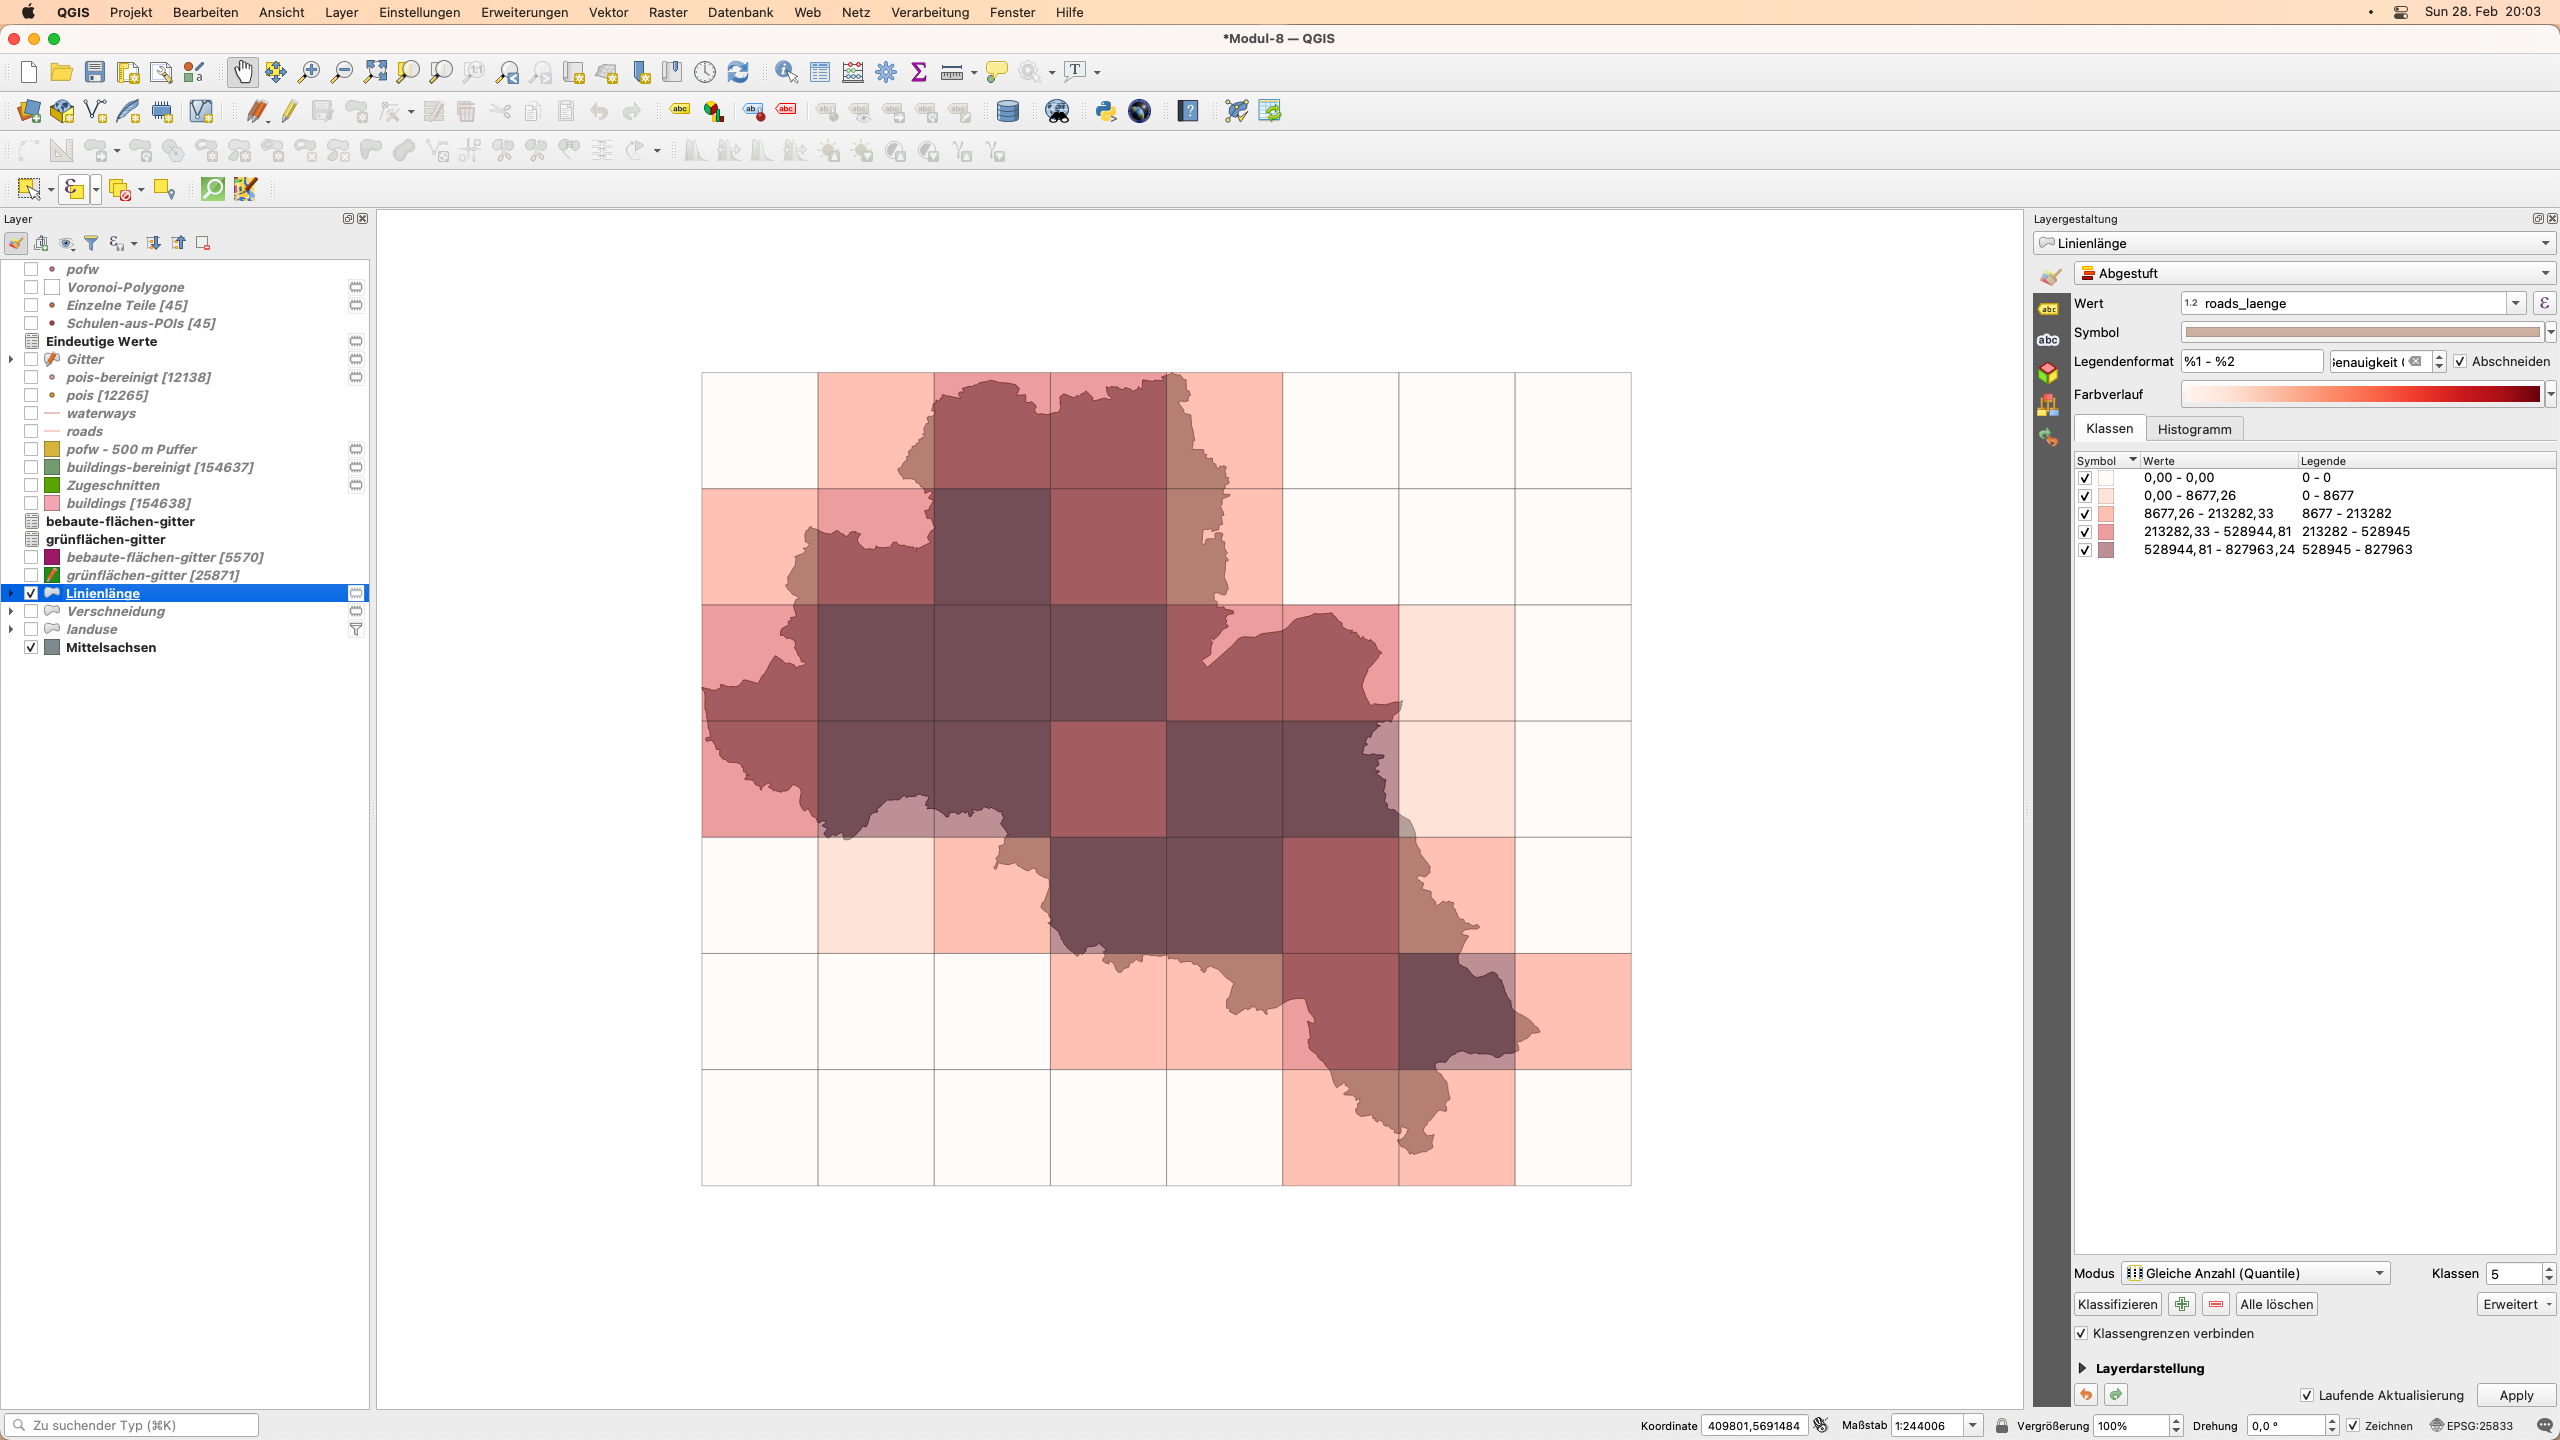 QGIS Projekt Bearbeiten Ansicht Layer Einstellungen Erweiterungen Vektor Raster Datenbank Web Netz Verarbeitung Fenster Hilfe Sun 28. Feb 20:03
*Modul-8 — QGIS
Layer
pofw
Voronoi-Polygone
Einzelne Teile [45]
Schulen-aus-POIs [45]
Eindeutige Werte
Gitter
pois-bereinigt [12138]
pois [12265]
waterways
roads
pofw - 500 m Puffer
buildings-bereinigt [154637]
Zugeschnitten
buildings [154638]
bebaute-flächen-gitter
grünflächen-gitter
bebaute-flächen-gitter [5570]
grünflächen-gitter [25871]
Linienlänge
Verschneidung
landuse
Mittelsachsen
Layergestaltung
Linienlänge
Abgestuft
Wert 1.2 roads_laenge ε
Symbol
Legendenformat %1 - %2 ienauigkeit ( Abschneiden
Farbverlauf
Klassen Histogramm
Symbol Werte Legende
0,00 - 0,00 0 - 0
0,00 - 8677,26 0 - 8677
8677,26 - 213282,33 8677 - 213282
213282,33 - 528944,81 213282 - 528945
528944,81 - 827963,24 528945 - 827963
Modus Gleiche Anzahl (Quantile) Klassen 5
Klassifizieren Alle löschen Erweitert
Klassengrenzen verbinden
Layerdarstellung
Laufende Aktualisierung Apply
Zu suchender Typ (⌘K) Koordinate 409801,5691484 Maßstab 1:244006 Vergrößerung 100% Drehung 0,0 ° Zeichnen EPSG:25833